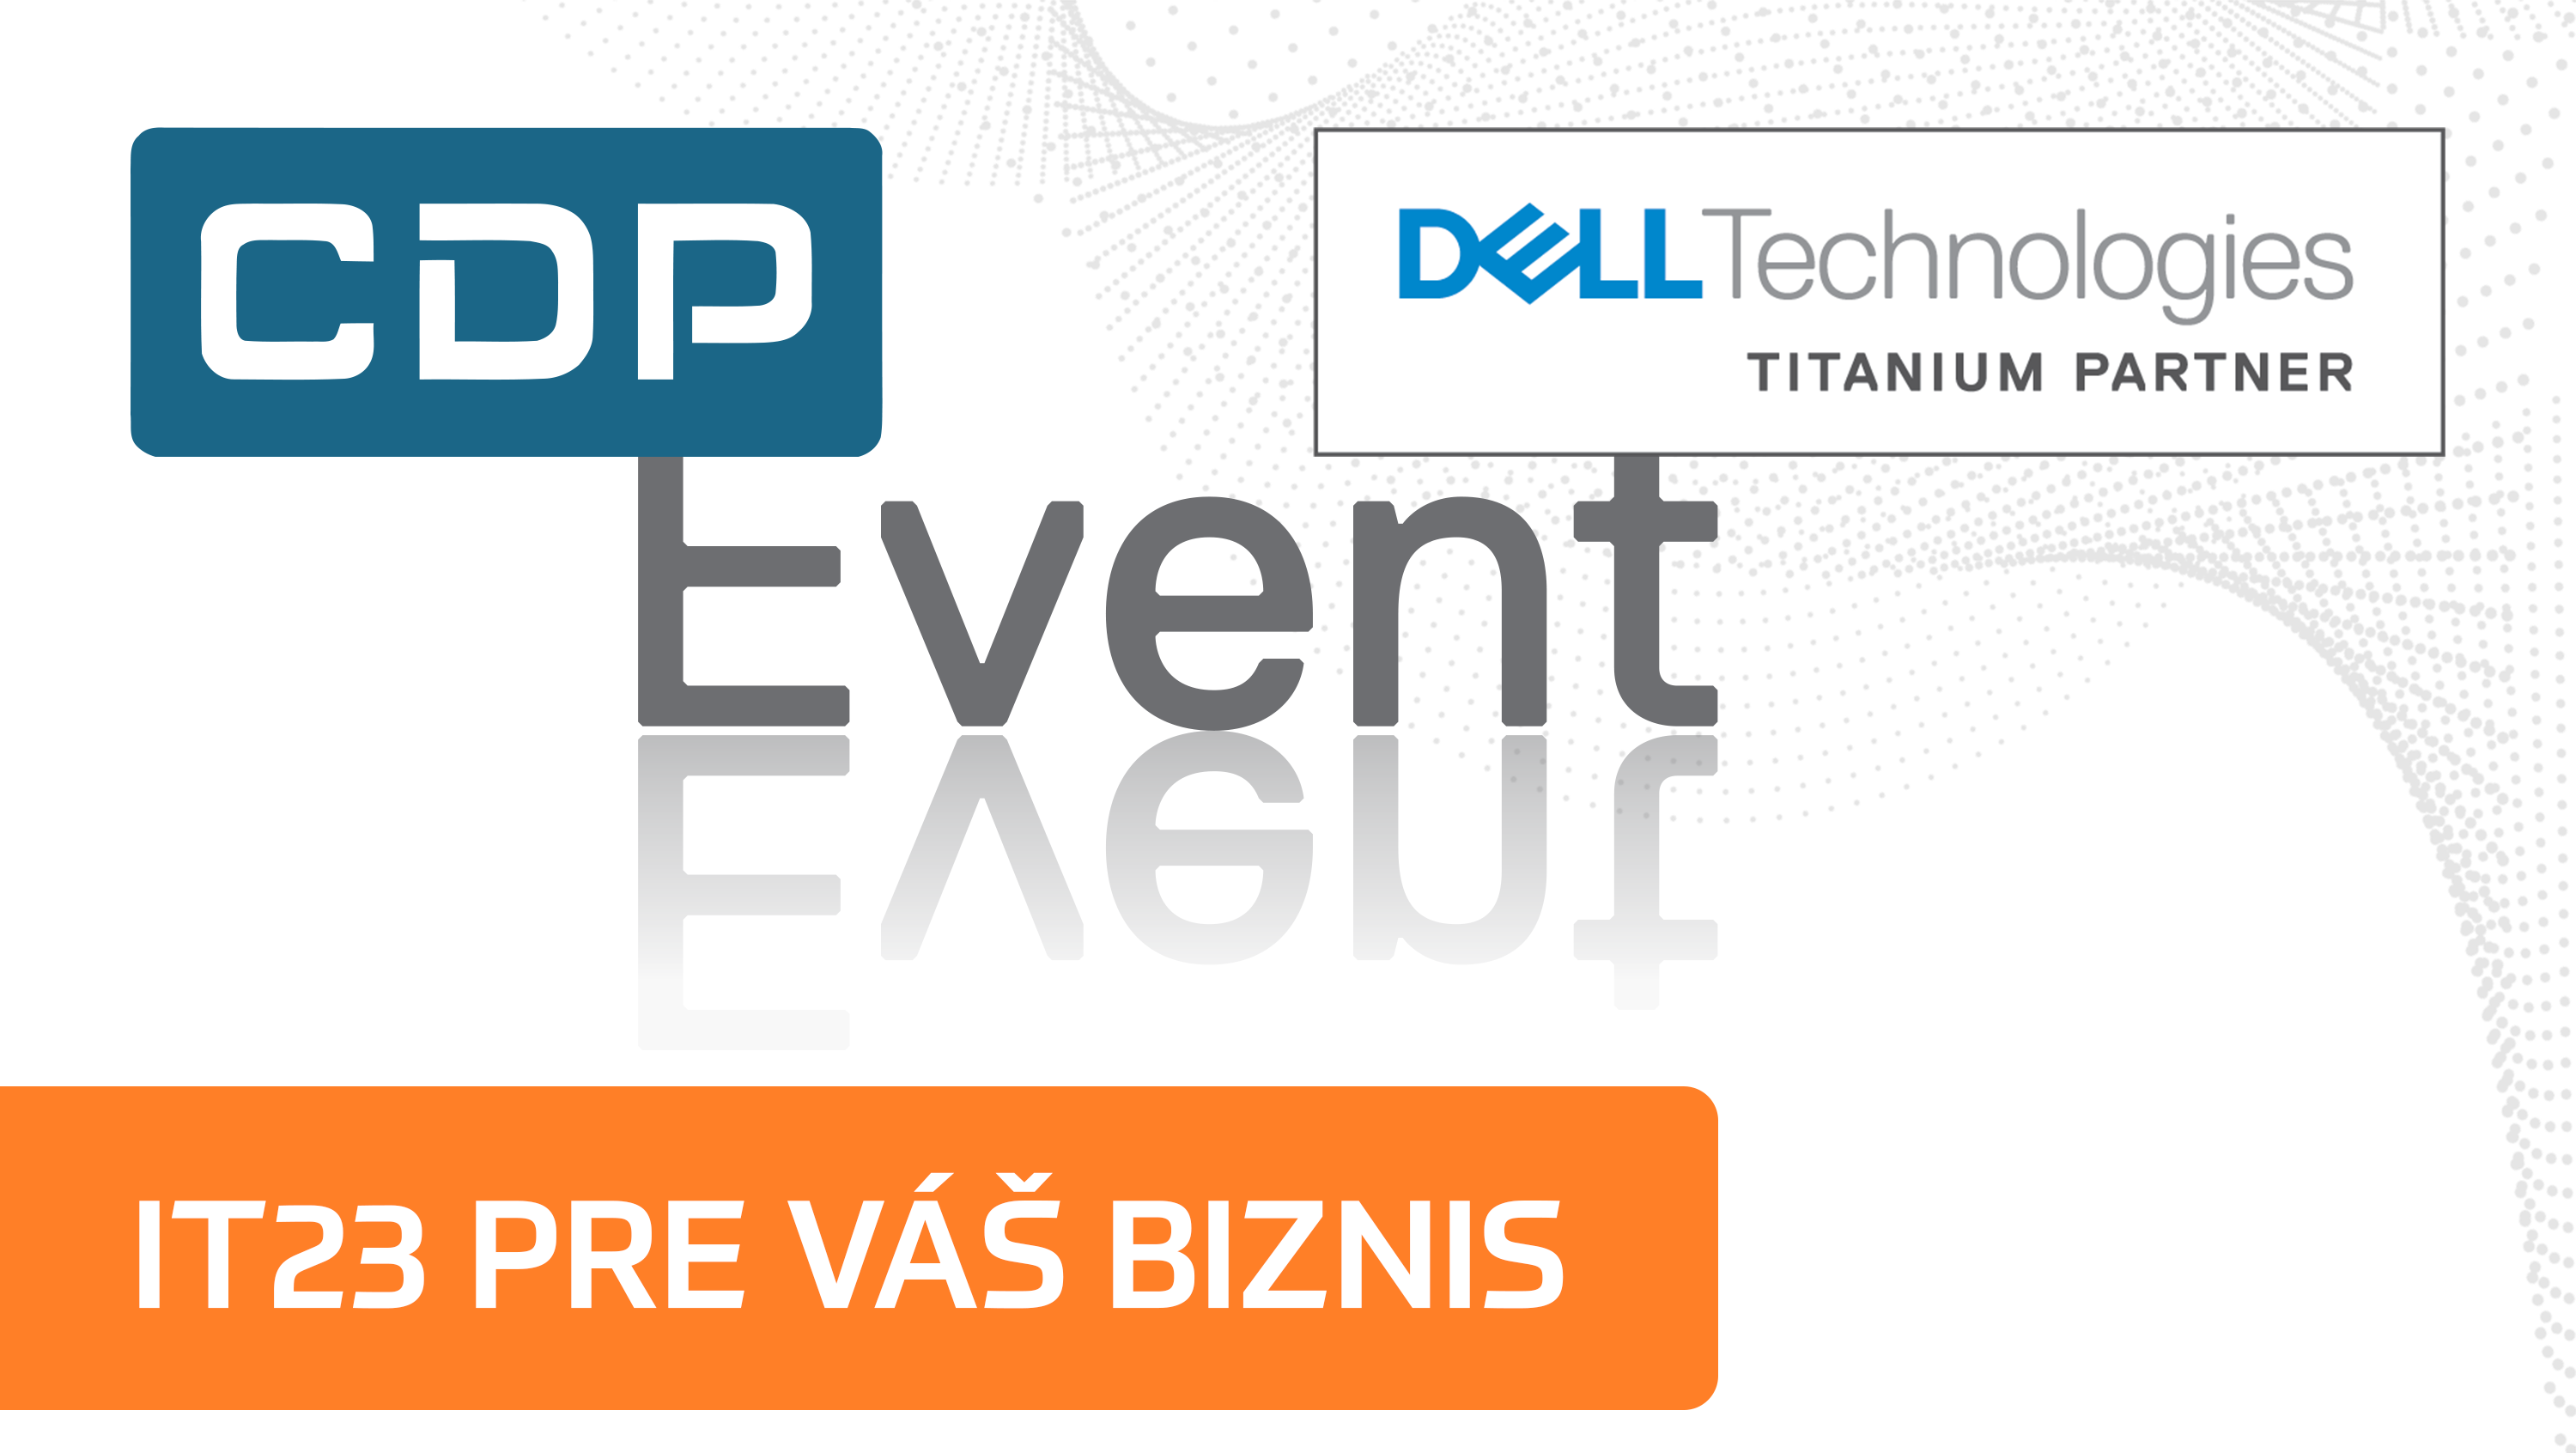 CDP
DELL Technologies
TITANIUM PARTNER
Event
IT23 PRE VÁŠ BIZNIS